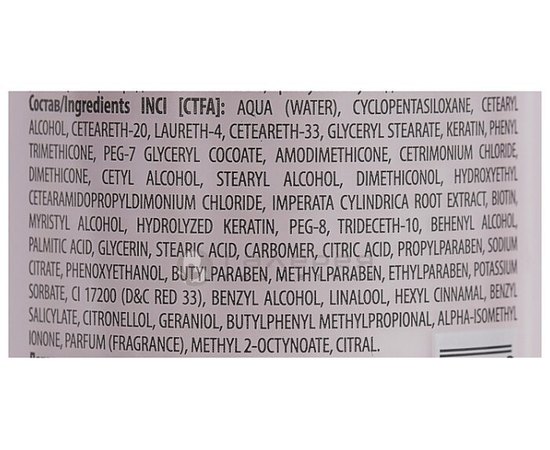 Состав/Ingredients INCI [CTFA]: AQUA (WATER), CYCLOPENTASILOXANE, CETEARYL
ALCOHOL, CETEARETH-20, LAURETH-4, CETEARETH-33, GLYCERYL STEARATE, KERATIN, PHENYL
TRIMETHICONE, PEG-7 GLYCERYL COCOATE, AMODIMETHICONE, CETRIMONIUM CHLORIDE,
DIMETHICONE, CETYL ALCOHOL, STEARYL ALCOHOL, DIMETHICONOL, HYDROXYETHYL
CETEARAMIDOPROPYLDIMONIUM CHLORIDE, IMPERATA CYLINDRICA ROOT EXTRACT, BIOTIN,
MYRISTYL ALCOHOL, HYDROLYZED KERATIN, PEG-8, TRIDECETH-10, BEHENYL ALCOHOL,
PALMITIC ACID, GLYCERIN, STEARIC ACID, CARBOMER, CITRIC ACID, PROPYLPARABEN, SODIUM
CITRATE, PHENOXYETHANOL, BUTYLPARABEN, METHYLPARABEN, ETHYLPARABEN, POTASSIUM
SORBATE, CI 17200 (D&C RED 33), BENZYL ALCOHOL, LINALOOL, HEXYL CINNAMAL, BENZYL
SALICYLATE, CITRONELLOL, GERANIOL, BUTYLPHENYL METHYLPROPIONAL, ALPHA-ISOMETHYL
IONONE, PARFUM (FRAGRANCE), METHYL 2-OCTYNOATE, CITRAL.